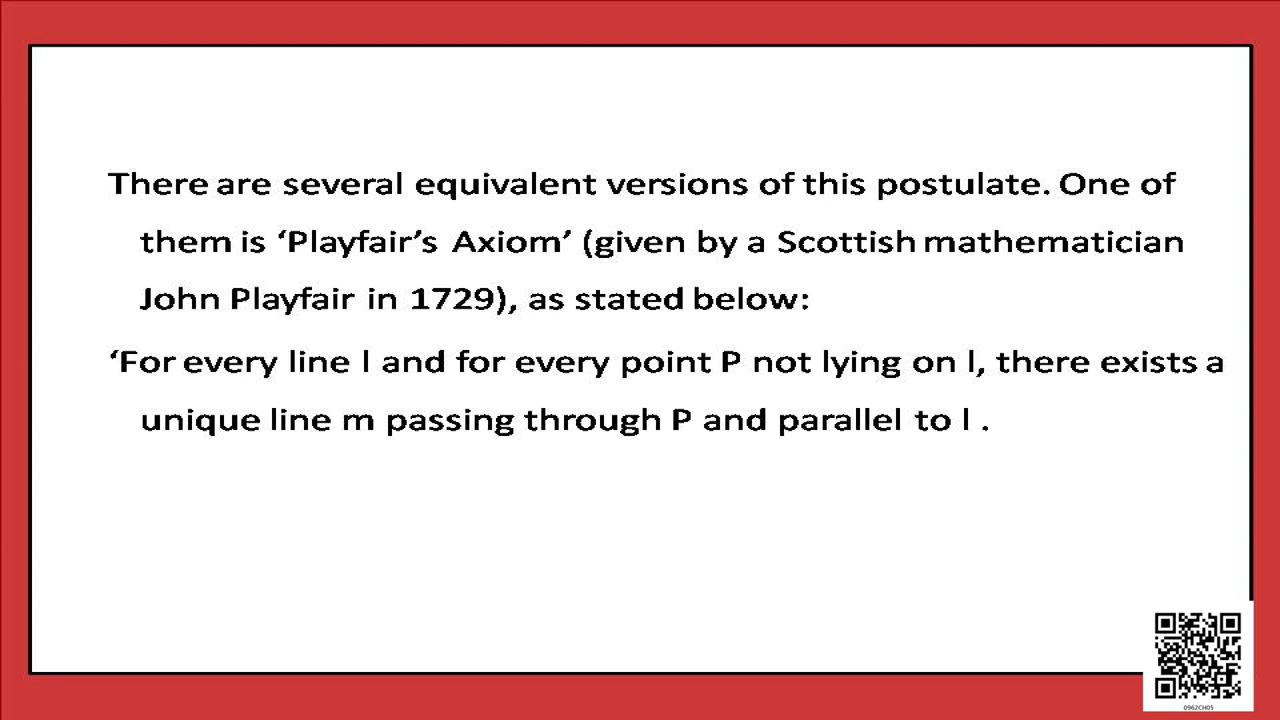 There are several equivalent versions of this postulate. One of
them is ‘Playfair’s Axiom’ (given by a Scottish mathematician
John Playfair in 1729), as stated below:
‘For every line l and for every point P not lying on l, there exists a
unique line m passing through P and parallel to l .
0962CH05